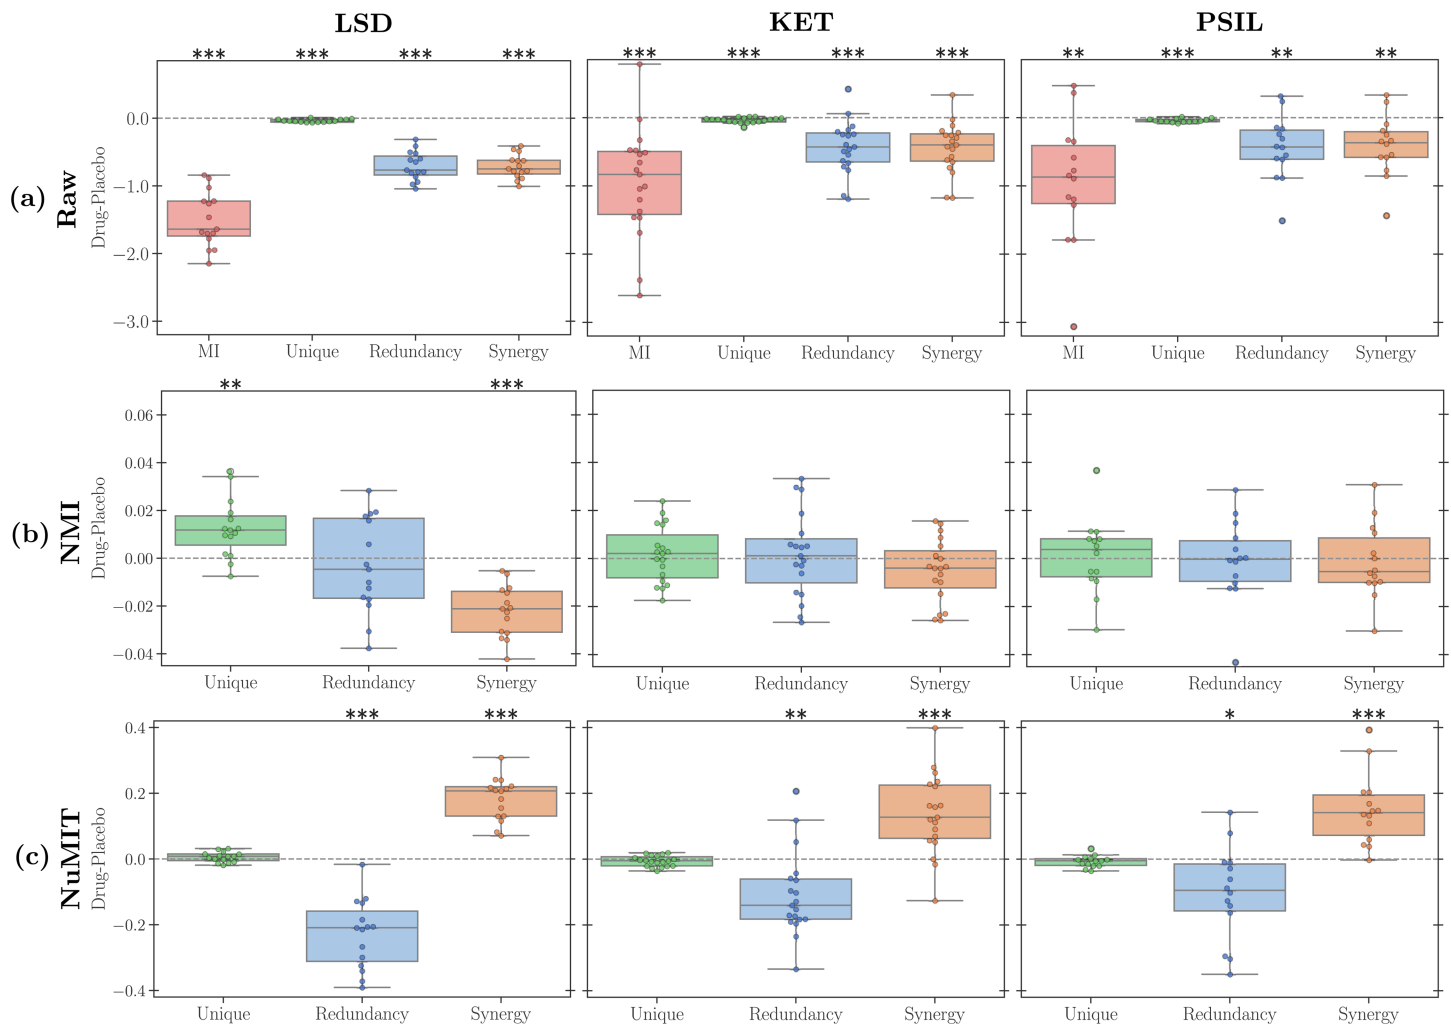 LSD KET PSIL
*** *** *** *** *** *** *** *** ** *** ** **
(a) Raw Drug-Placebo
0.0
−1.0
−2.0
−3.0
MI Unique Redundancy Synergy MI Unique Redundancy Synergy MI Unique Redundancy Synergy
** ***
(b) NMI Drug-Placebo
0.06
0.04
0.02
0.00
−0.02
−0.04
Unique Redundancy Synergy Unique Redundancy Synergy Unique Redundancy Synergy
*** *** ** *** * ***
(c) NuMIT Drug-Placebo
0.4
0.2
0.0
−0.2
−0.4
Unique Redundancy Synergy Unique Redundancy Synergy Unique Redundancy Synergy